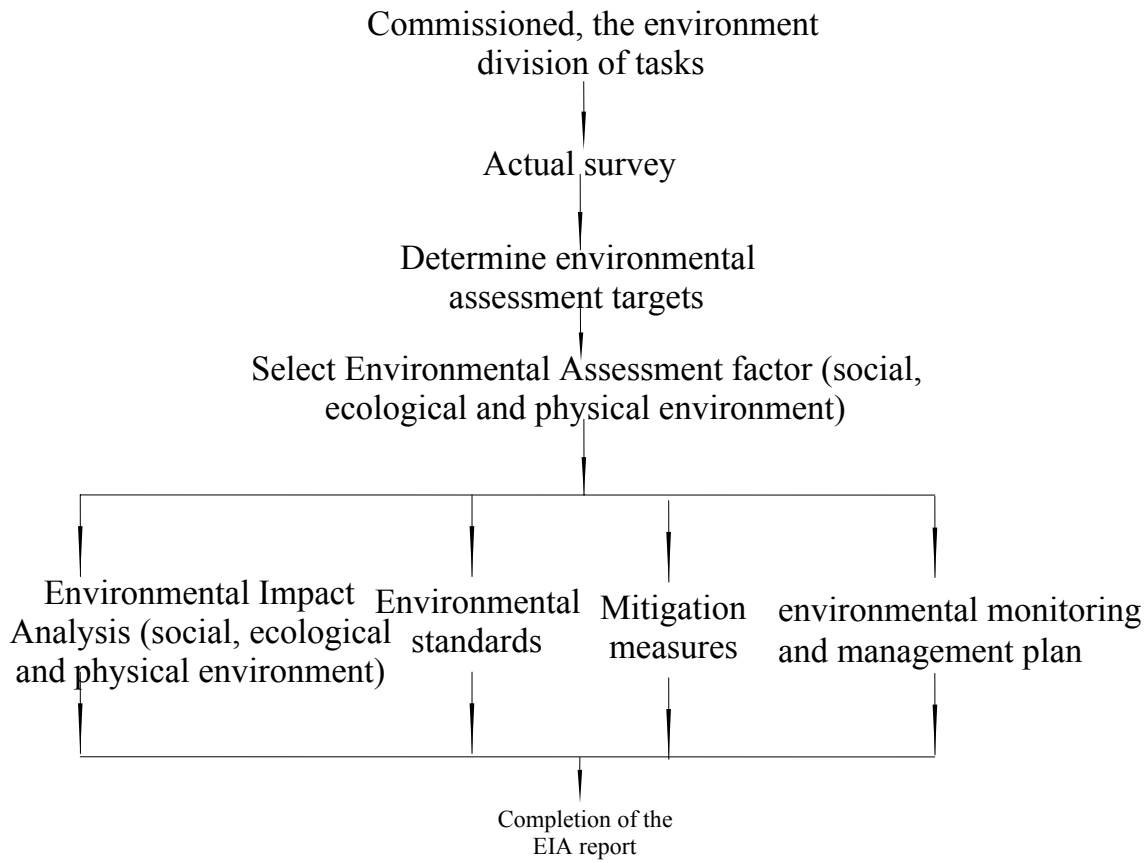 Commissioned, the environment
division of tasks
Actual survey
Determine environmental
assessment targets
Select Environmental Assessment factor (social,
ecological and physical environment)
Environmental Impact
Analysis (social, ecological
and physical environment)
Environmental
standards
Mitigation
measures
environmental monitoring
and management plan
Completion of the
EIA report